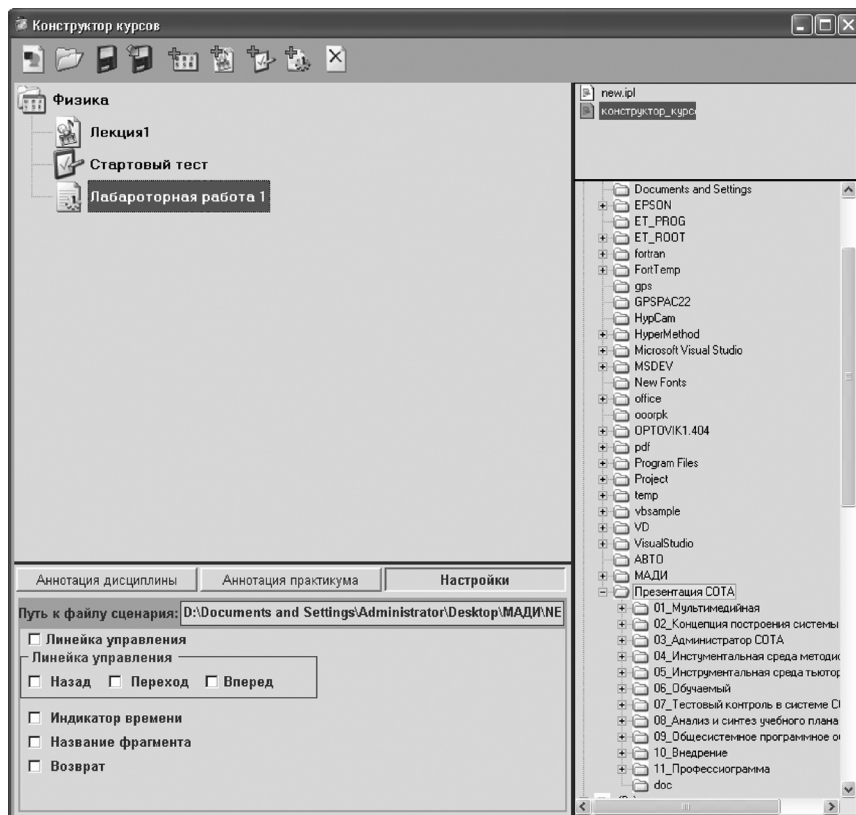 Конструктор курсов
Физика
Лекция1
Стартовый тест
Лабароторная работа 1
new.ipl
конструктор_курс
Documents and Settings
EPSON
ET_PROG
ET_ROOT
fortran
FortTemp
gps
GPSPAC22
HypCam
HyperMethod
Microsoft Visual Studio
MSDEV
New Fonts
office
ooorpk
OPTOVIK1.404
pdf
Program Files
Project
temp
vbsample
VD
VisualStudio
АВТО
МАДИ
Презентация СОТА
01_Мультимедийная
02_Концепция построения системы
03_Администратор СОТА
04_Инстументальная среда методис
05_Инструментальная среда тьютор
06_Обучаемый
07_Тестовый контроль в системе С
08_Анализ и синтез учебного плана
09_Общесистемное программное о
10_Внедрение
11_Профессиограмма
doc
Аннотация дисциплины Аннотация практикума Настройки
Путь к файлу сценария: D:\Documents and Settings\Administrator\Desktop\МАДИ\NE
Линейка управления
Линейка управления
Назад Переход Вперед
Индикатор времени
Название фрагмента
Возврат